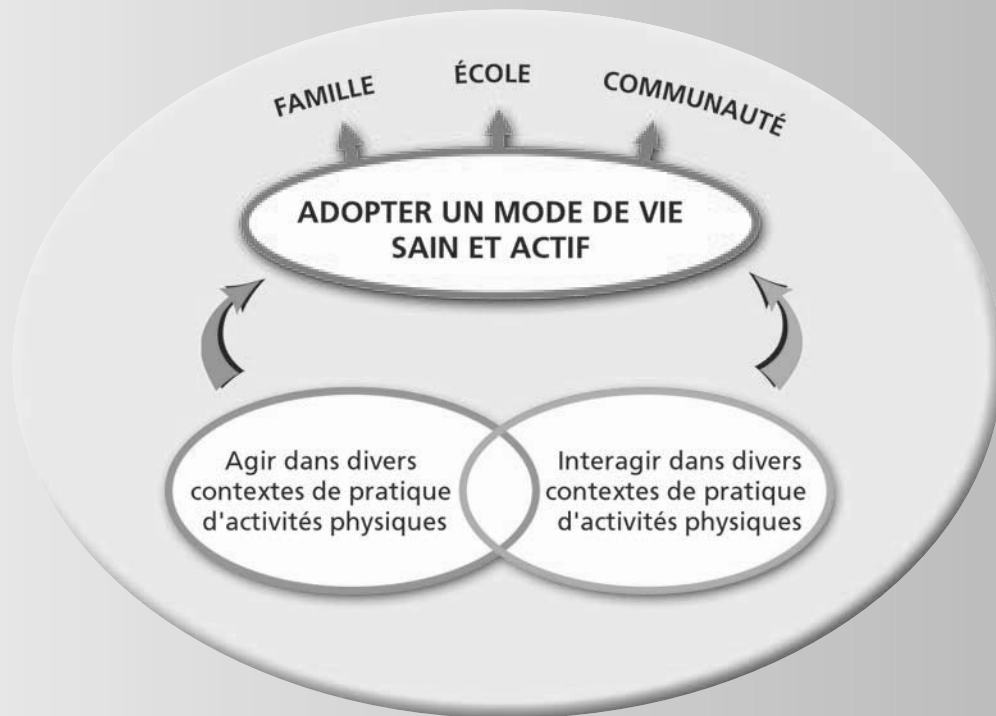 FAMILLE
ÉCOLE
COMMUNAUTÉ
ADOPTER UN MODE DE VIE
SAIN ET ACTIF
Agir dans divers
contextes de pratique
d'activités physiques
Interagir dans divers
contextes de pratique
d'activités physiques